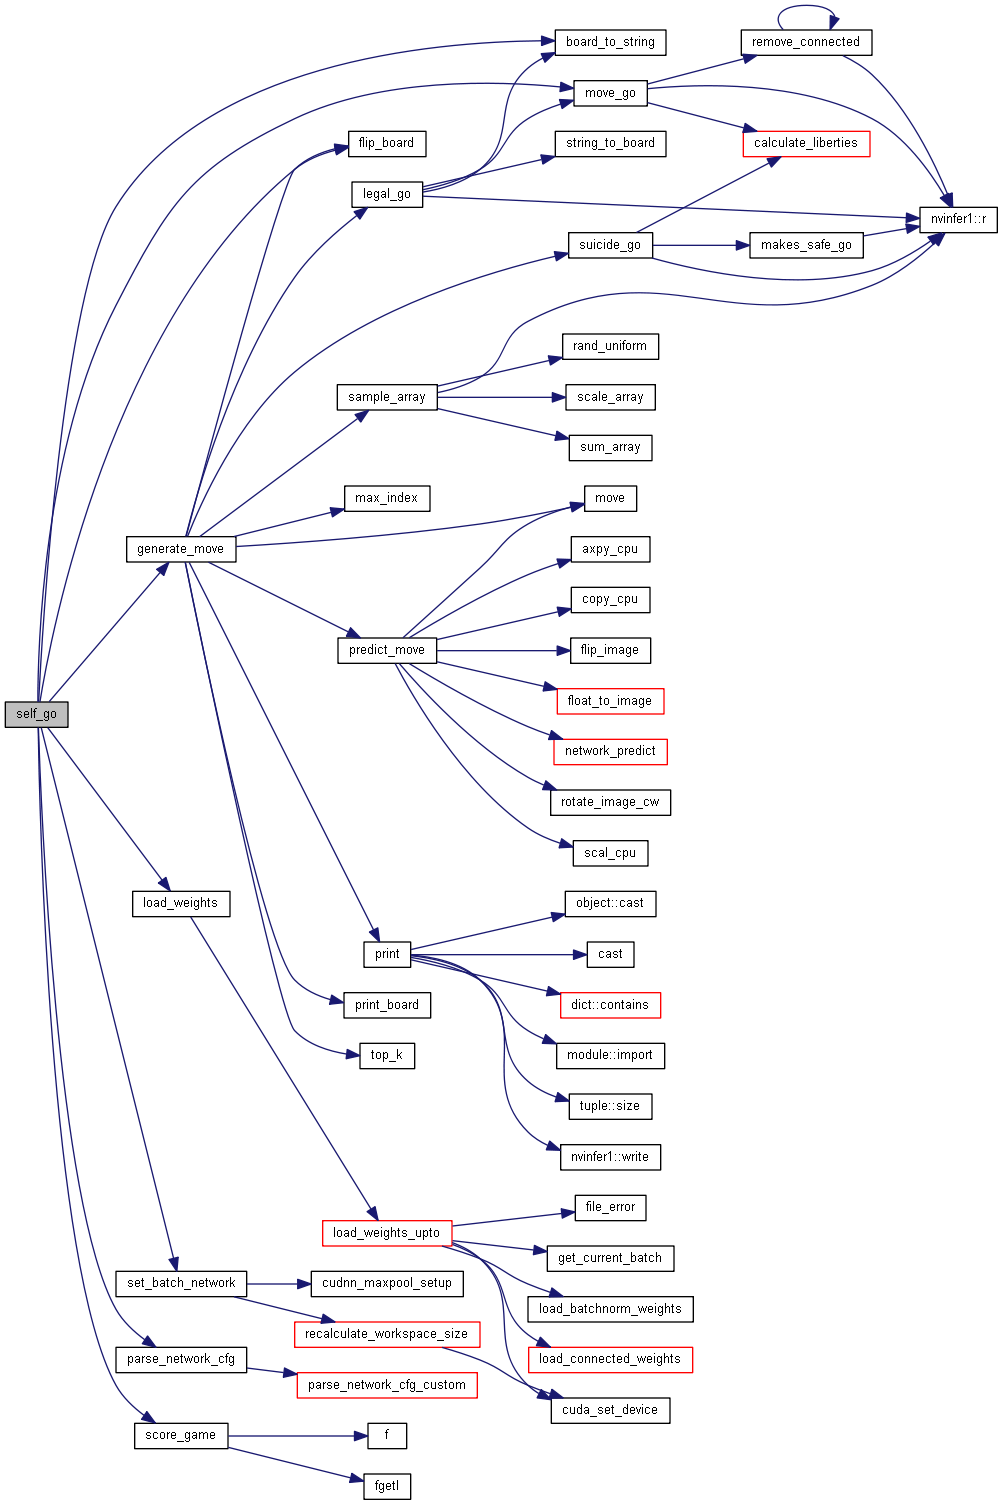 board_to_string
remove_connected
move_go
flip_board
string_to_board
calculate_liberties
legal_go
nvinfer1::r
suicide_go
makes_safe_go
rand_uniform
sample_array
scale_array
sum_array
max_index
move
generate_move
axpy_cpu
copy_cpu
predict_move
flip_image
float_to_image
self_go
network_predict
rotate_image_cw
scal_cpu
load_weights
object::cast
print
cast
print_board
dict::contains
top_k
module::import
tuple::size
nvinfer1::write
file_error
load_weights_upto
get_current_batch
set_batch_network
cudnn_maxpool_setup
load_batchnorm_weights
recalculate_workspace_size
parse_network_cfg
load_connected_weights
parse_network_cfg_custom
cuda_set_device
score_game
f
fgetl